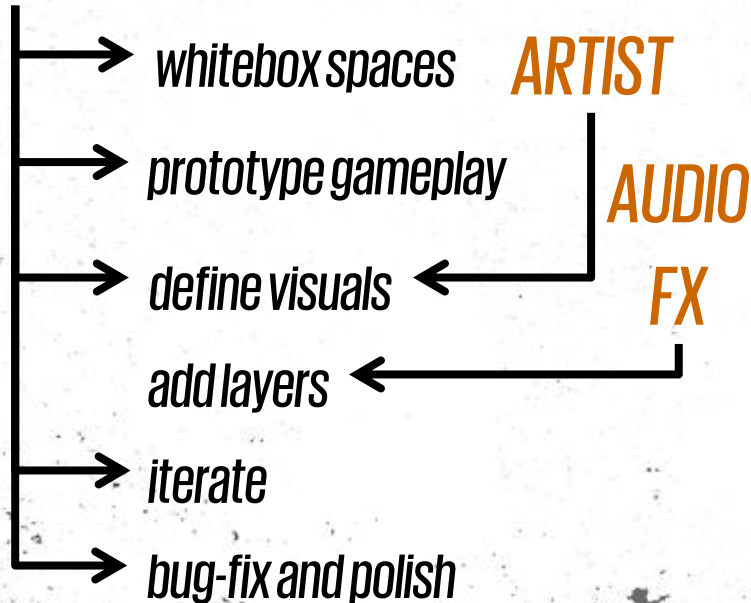 whitebox spaces
ARTIST
prototype gameplay
AUDIO
define visuals
FX
add layers
iterate
bug-fix and polish